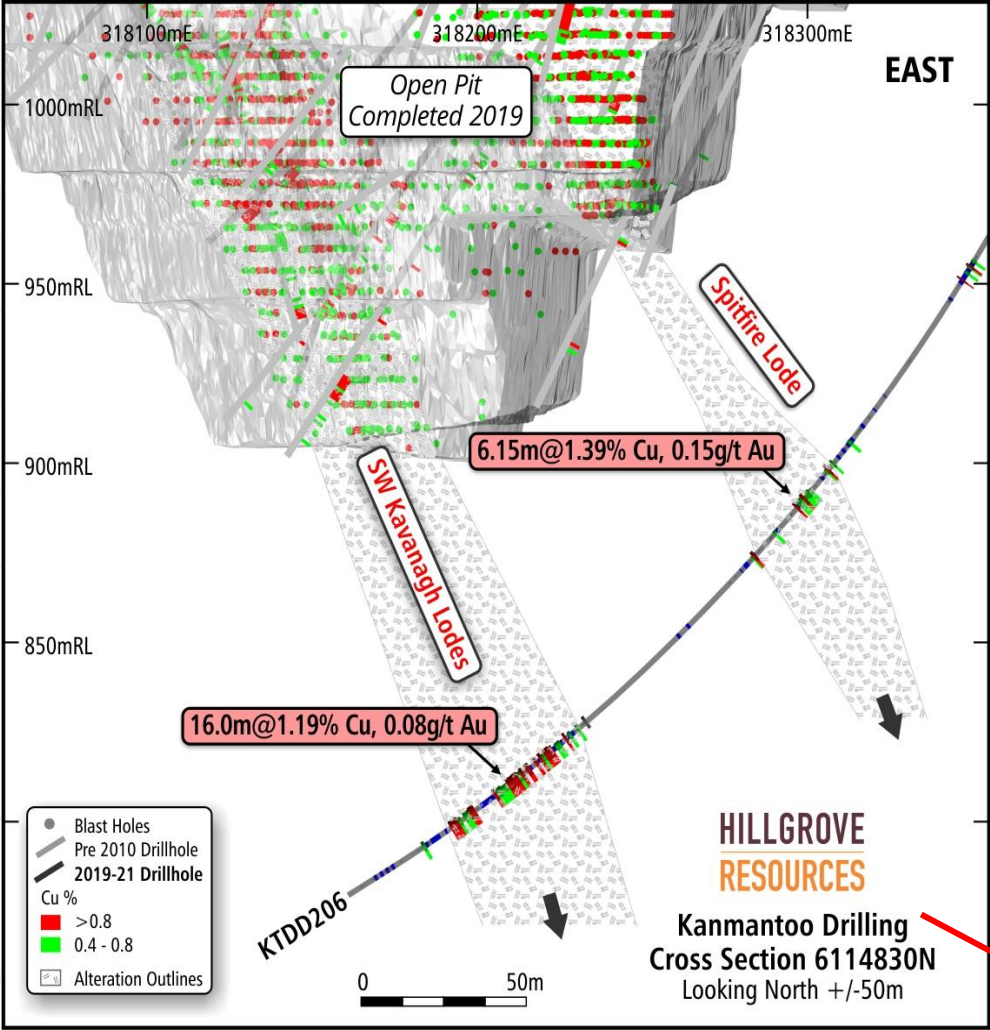 318100mE
318200mE
318300mE
EAST
Open Pit
Completed 2019
1000mRL
950mRL
Spitfire Lode
6.15m@1.39% Cu, 0.15g/t Au
900mRL
SW Kavanagh Lodes
850mRL
16.0m@1.19% Cu, 0.08g/t Au
Blast Holes
Pre 2010 Drillhole
2019-21 Drillhole
Cu %
>0.8
0.4 - 0.8
Alteration Outlines
KTDD206
0 50m
HILLGROVE
RESOURCES
Kanmantoo Drilling
Cross Section 6114830N
Looking North +/-50m